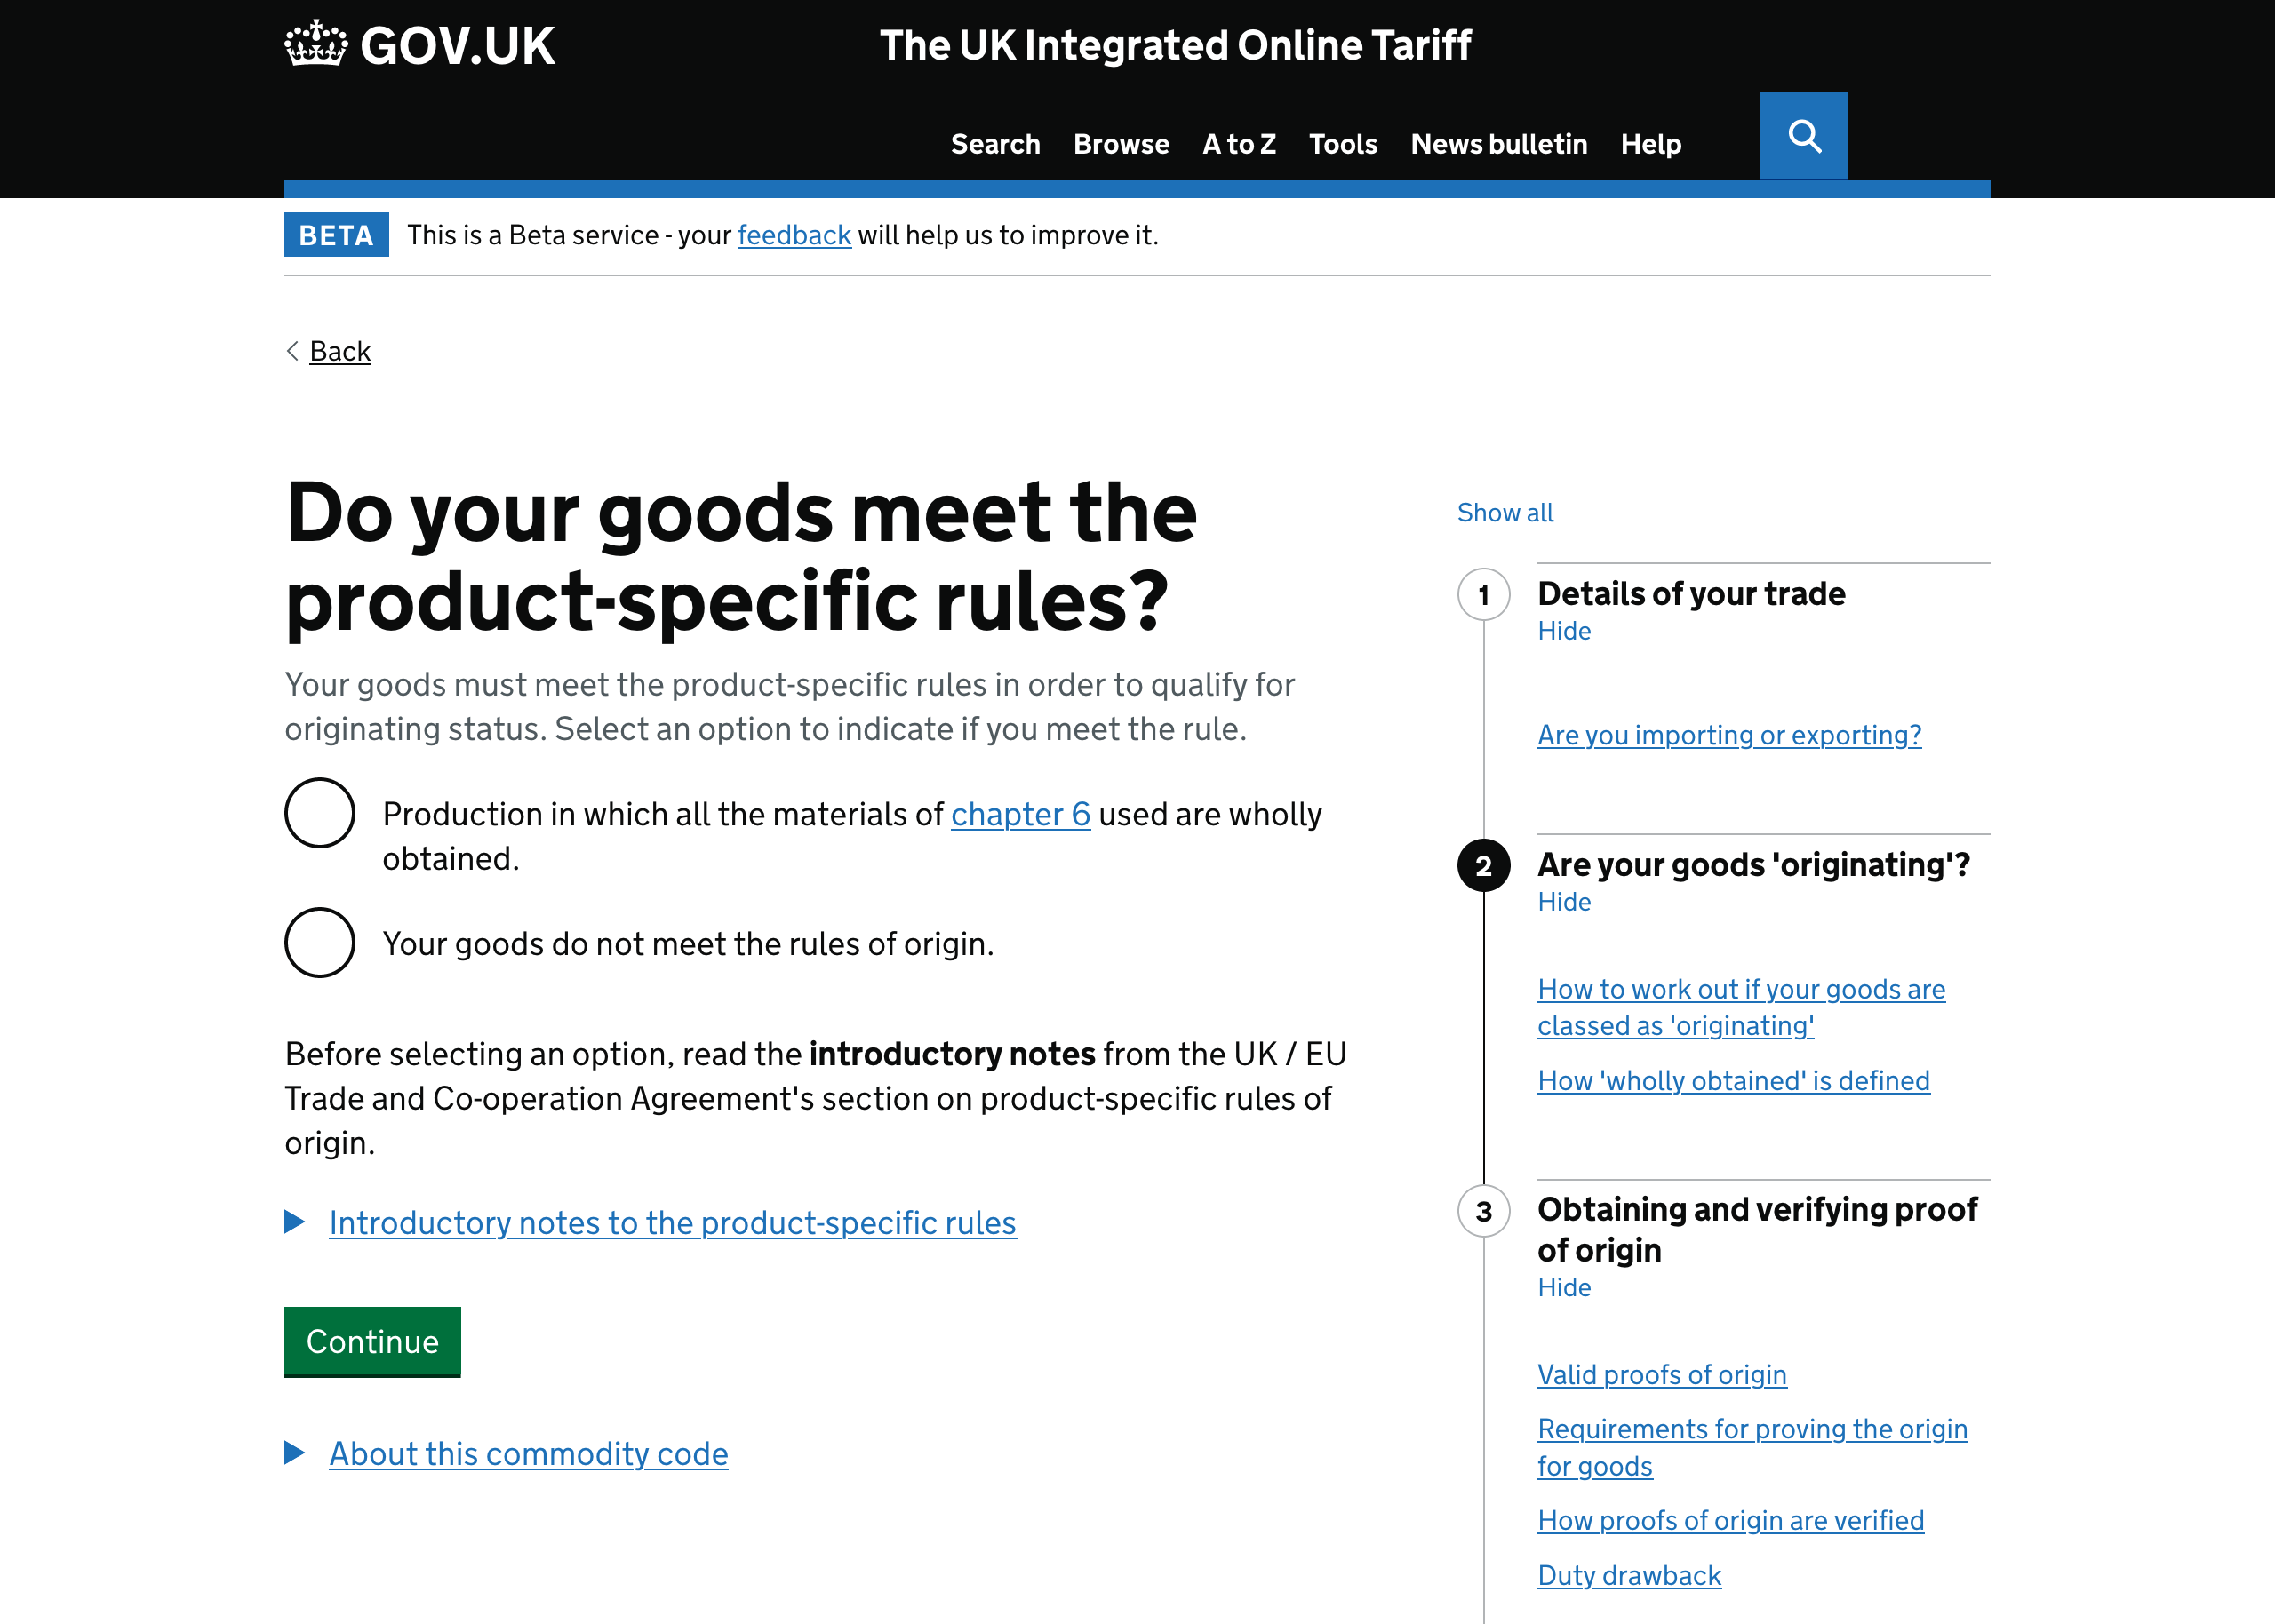 GOV.UK
The UK Integrated Online Tariff
Search Browse A to Z Tools News bulletin Help
BETA This is a Beta service - your feedback will help us to improve it.
Back
Do your goods meet the
product-specific rules?
Your goods must meet the product-specific rules in order to qualify for
originating status. Select an option to indicate if you meet the rule.
Production in which all the materials of chapter 6 used are wholly
obtained.
Your goods do not meet the rules of origin.
Before selecting an option, read the introductory notes from the UK / EU
Trade and Co-operation Agreement's section on product-specific rules of
origin.
Introductory notes to the product-specific rules
Continue
About this commodity code
Show all
1 Details of your trade
Hide
Are you importing or exporting?
2 Are your goods 'originating'?
Hide
How to work out if your goods are
classed as 'originating'
How 'wholly obtained' is defined
3 Obtaining and verifying proof
of origin
Hide
Valid proofs of origin
Requirements for proving the origin
for goods
How proofs of origin are verified
Duty drawback